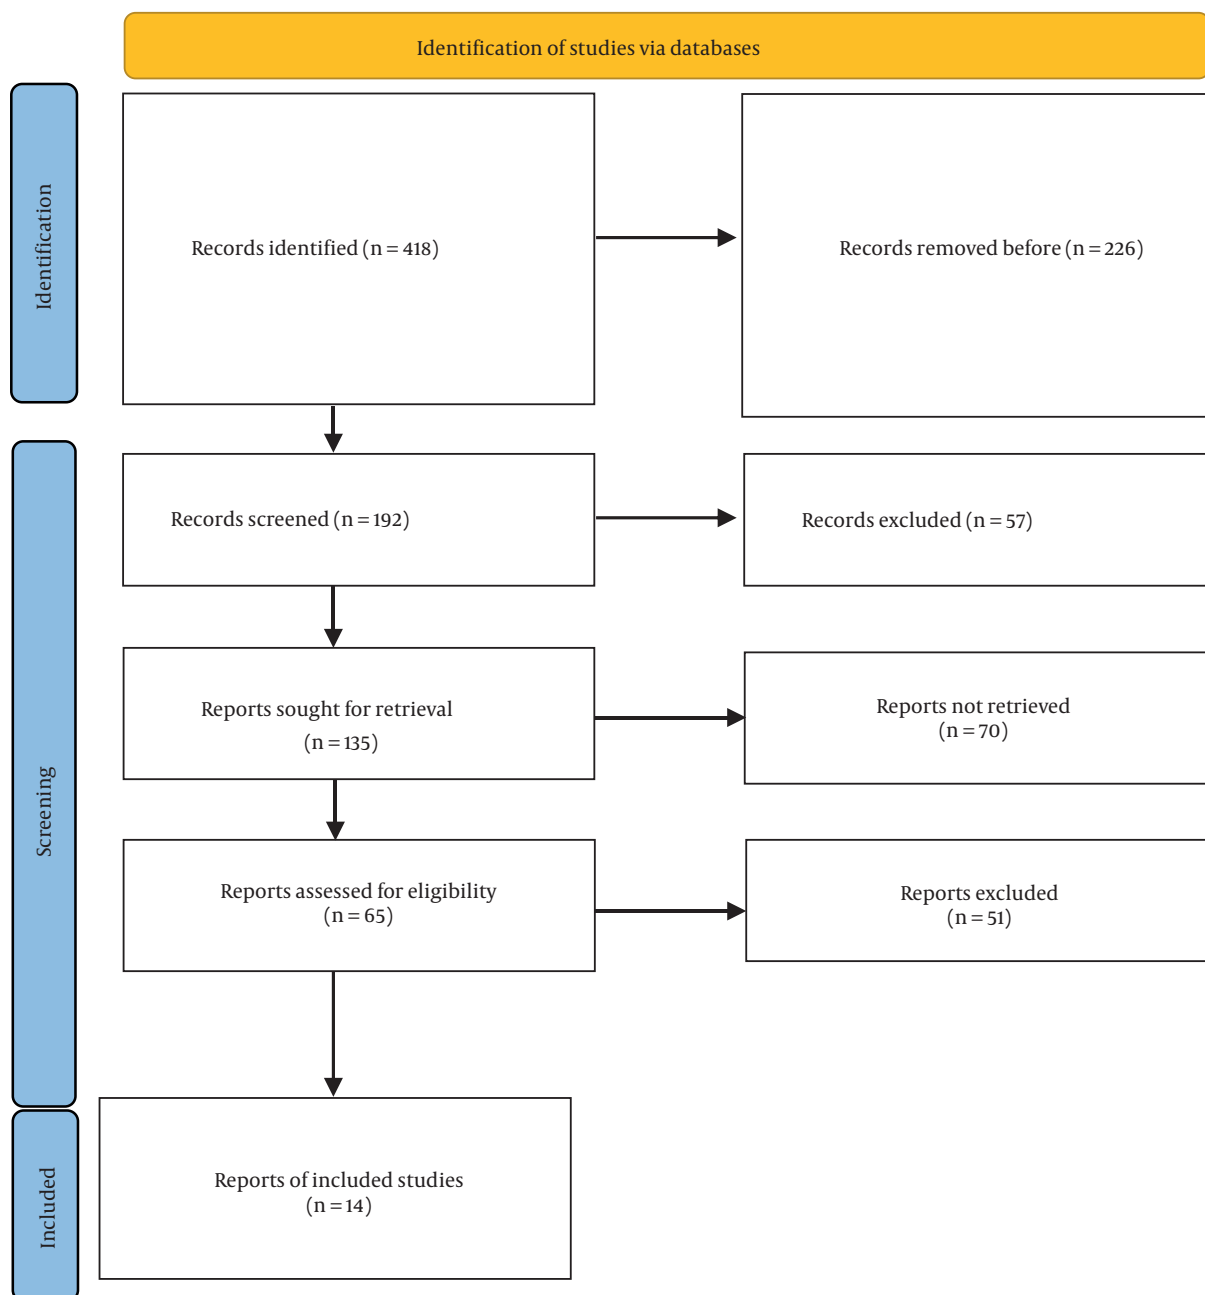 Identification of studies via databases
Identification
Records identified (n = 418)
Records removed before (n = 226)
Screening
Records screened (n = 192)
Records excluded (n = 57)
Reports sought for retrieval
(n = 135)
Reports not retrieved
(n = 70)
Reports assessed for eligibility
(n = 65)
Reports excluded
(n = 51)
Included
Reports of included studies
(n = 14)